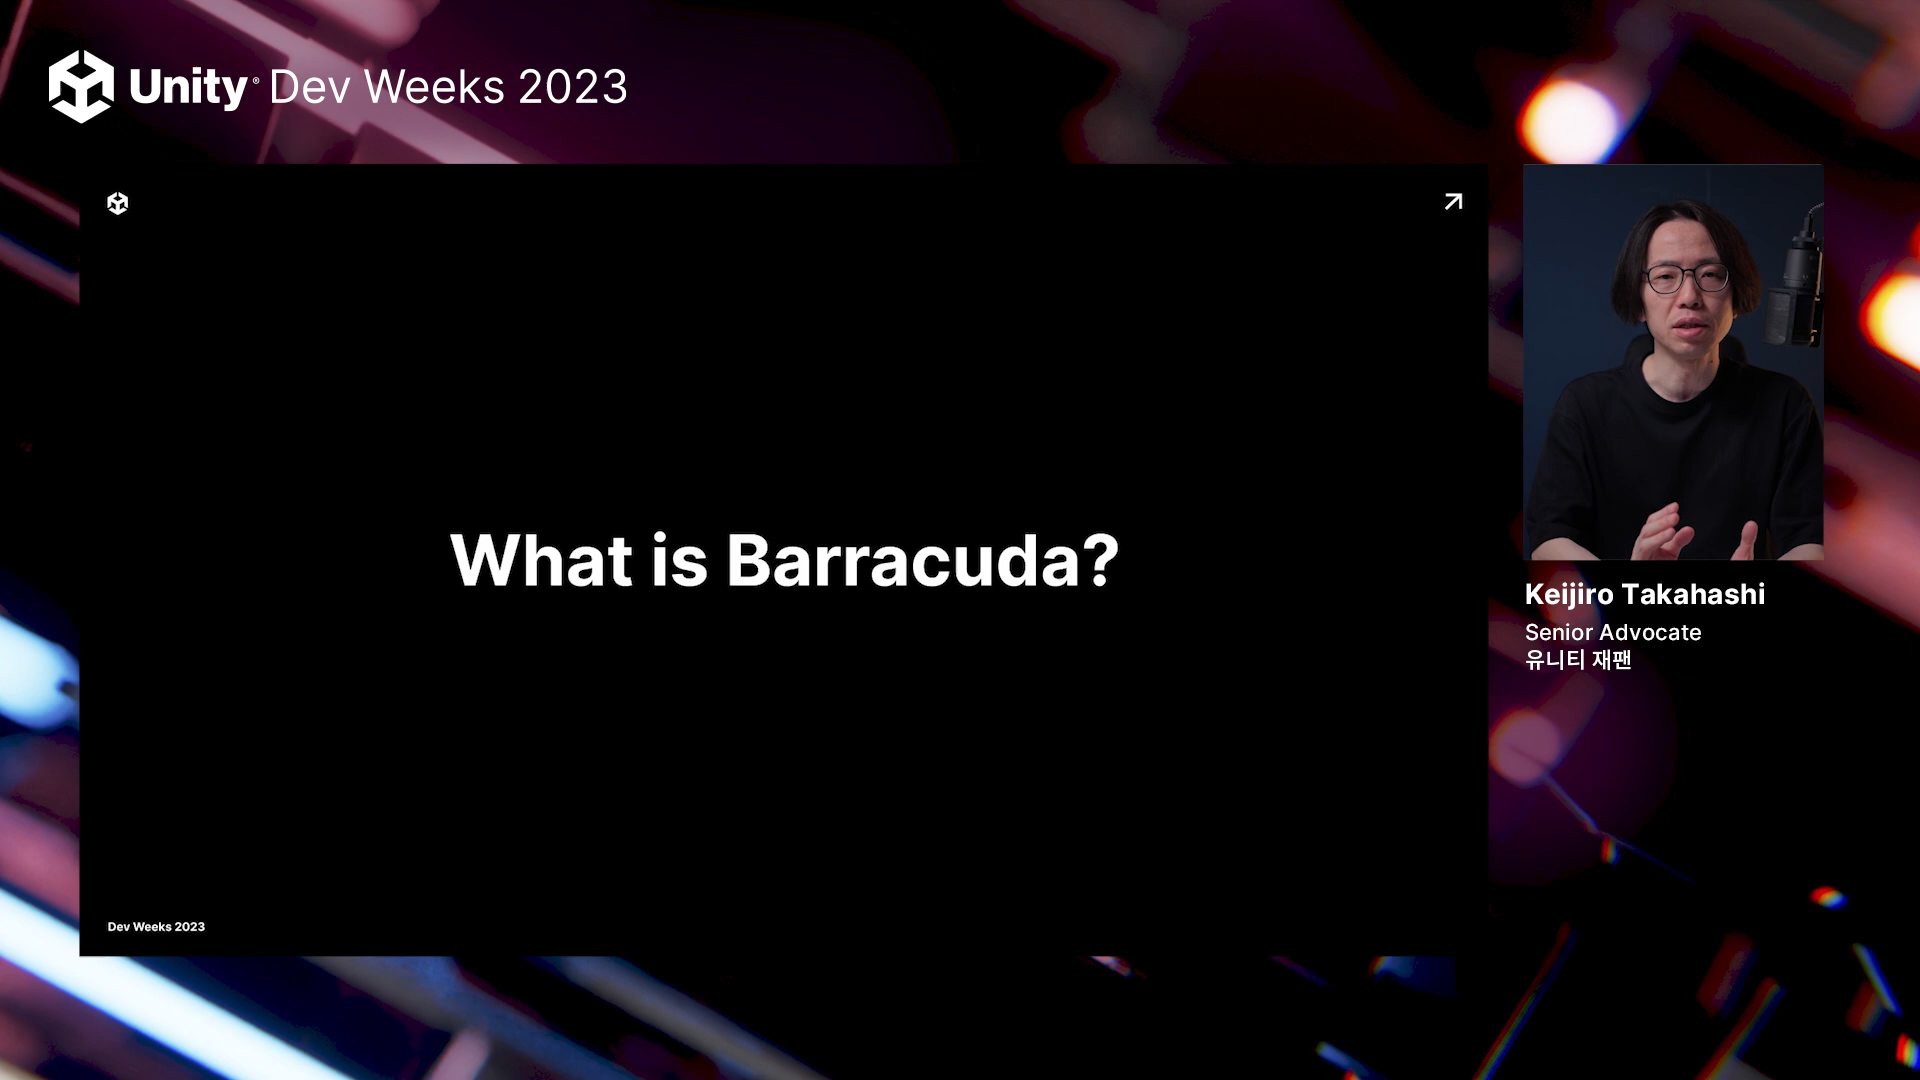 Unity® Dev Weeks 2023
What is Barracuda?
Dev Weeks 2023
Keijiro Takahashi
Senior Advocate
유니티 재팬